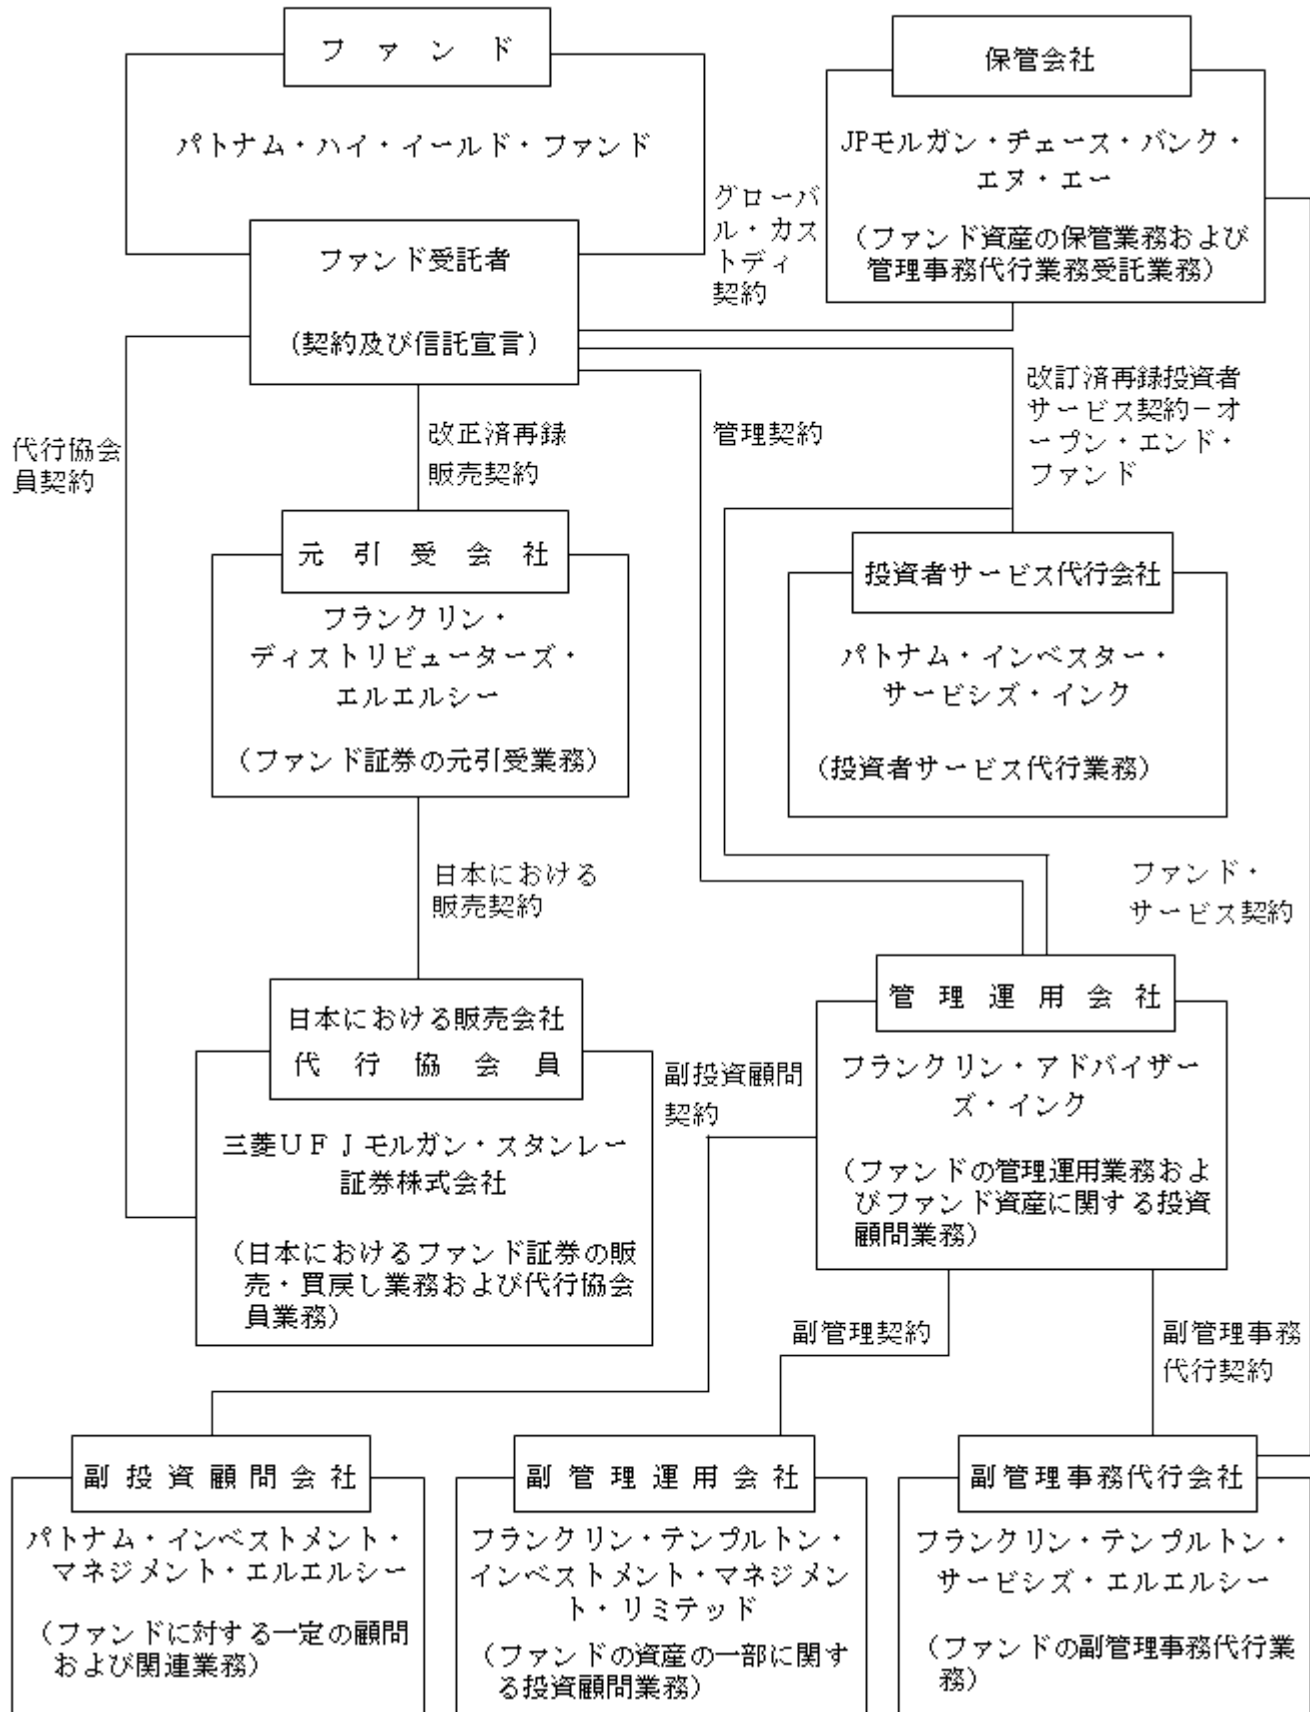 ファンド
パトナム・ハイ・イールド・ファンド
ファンド受託者
(契約及び信託宣言)
保管会社
JPモルガン・チェース・バンク・
エヌ・エー
(ファンド資産の保管業務および
管理事務代行業務受託業務)
グローバ
ル・カス
トディ
契約
代行協会
員契約
改正済再録
販売契約
管理契約
改訂済再録投資者
サービス契約－オ
ープン・エンド・
ファンド
元引受会社
フランクリン・
ディストリビューターズ・
エルエルシー
(ファンド証券の元引受業務)
投資者サービス代行会社
パトナム・インベスター・
サービシズ・インク
(投資者サービス代行業務)
日本における
販売契約
ファンド・
サービス契約
日本における販売会社
代行協会員
三菱UFJモルガン・スタンレー
証券株式会社
(日本におけるファンド証券の販
売・買戻し業務および代行協会
員業務)
副投資顧問
契約
管理運用会社
フランクリン・アドバイザー
ズ・インク
(ファンドの管理運用業務およ
びファンド資産に関する投資
顧問業務)
副管理契約
副管理事務
代行契約
副投資顧問会社
パトナム・インベストメント・
マネジメント・エルエルシー
(ファンドに対する一定の顧問
および関連業務)
副管理運用会社
フランクリン・テンプルトン・
インベストメント・マネジメン
ト・リミテッド
(ファンドの資産の一部に関す
る投資顧問業務)
副管理事務代行会社
フランクリン・テンプルトン・
サービシズ・エルエルシー
(ファンドの副管理事務代行業
務)